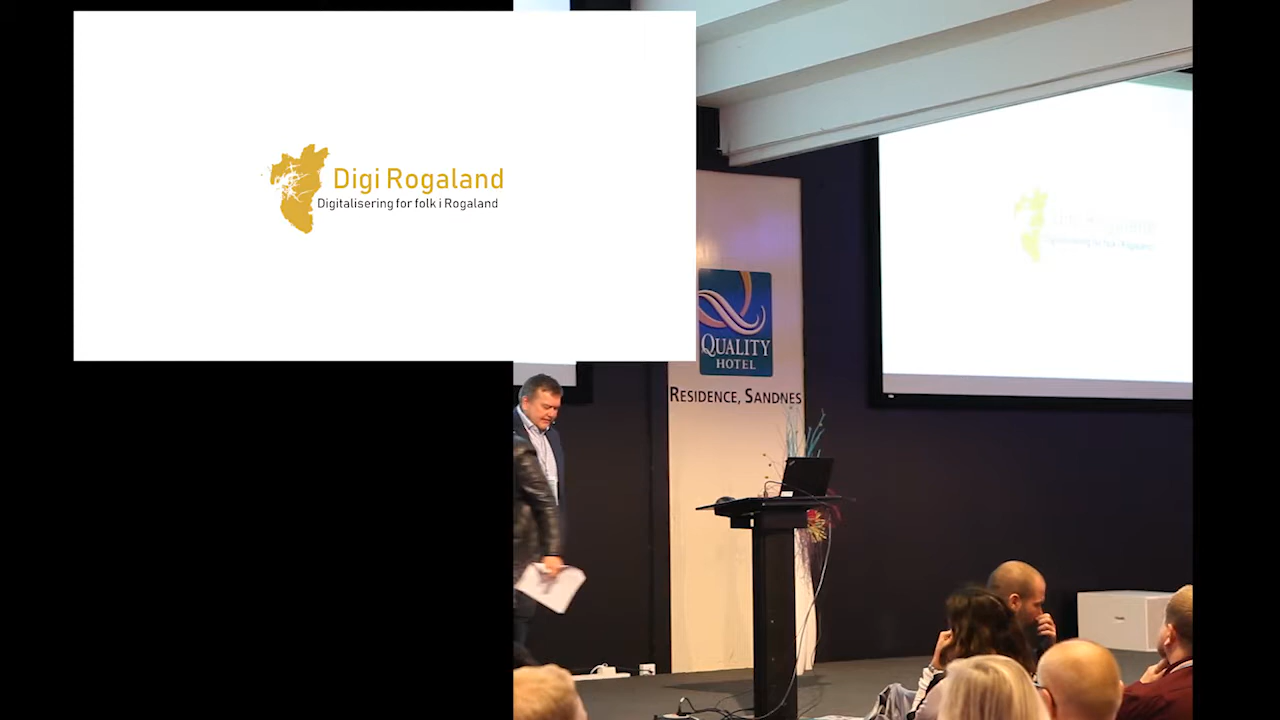 Digi Rogaland
Digitalisering for folk i Rogaland
QUALITY
HOTEL
RESIDENCE, SANDNES